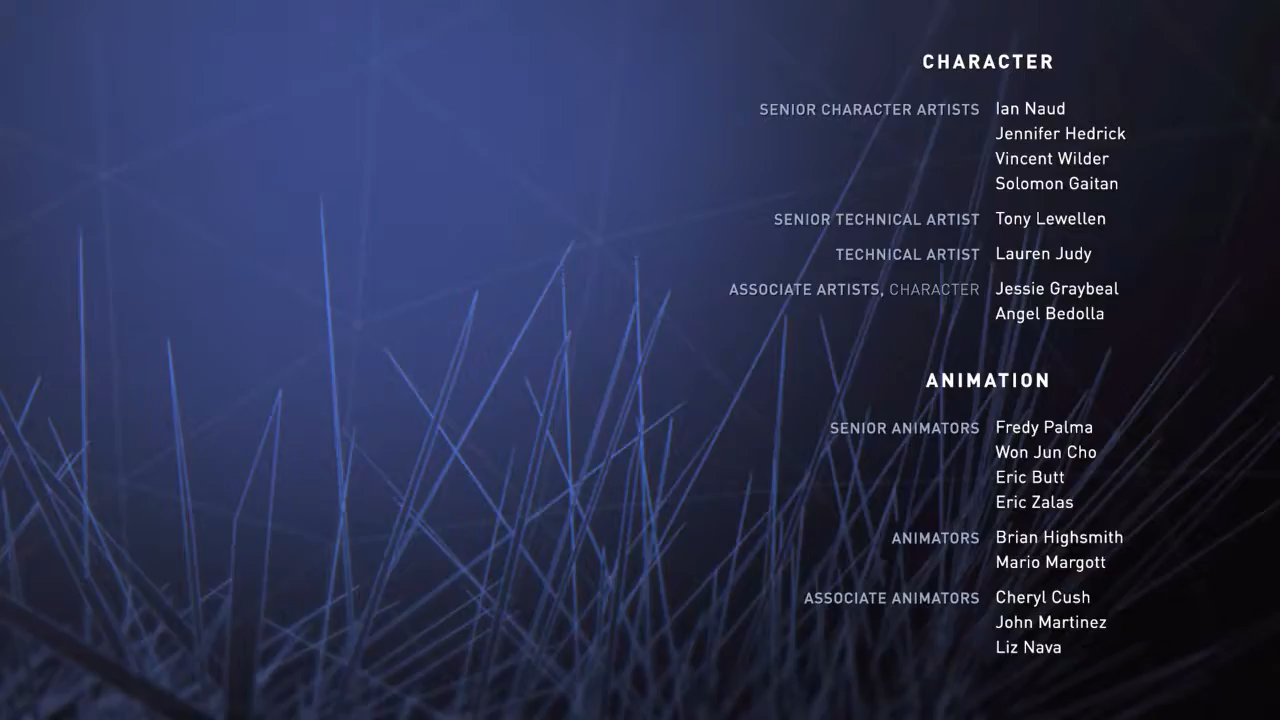 CHARACTER
SENIOR CHARACTER ARTISTS Ian Naud
Jennifer Hedrick
Vincent Wilder
Solomon Gaitan
SENIOR TECHNICAL ARTIST Tony Lewellen
TECHNICAL ARTIST Lauren Judy
ASSOCIATE ARTISTS, CHARACTER Jessie Graybeal
Angel Bedolla
ANIMATION
SENIOR ANIMATORS Fredy Palma
Won Jun Cho
Eric Butt
Eric Zalas
ANIMATORS Brian Highsmith
Mario Margott
ASSOCIATE ANIMATORS Cheryl Cush
John Martinez
Liz Nava